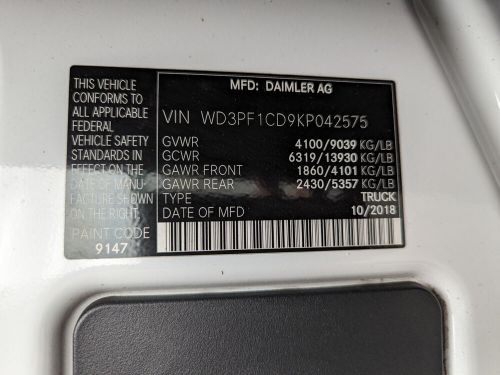 THIS VEHICLE
CONFORMS TO
ALL APPLICABLE
FEDERAL
VEHICLE SAFETY
STANDARDS IN
EFFECT ON THE
DATE OF MANU-
FACTURE SHOWN
ON THE RIGHT.
PAINT CODE
9147
MFD: DAIMLER AG
VIN WD3PF1CD9KP042575
GVWR 4100/9039 KG/LB
GCWR 6319/13930 KG/LB
GAWR FRONT 1860/4101 KG/LB
GAWR REAR 2430/5357 KG/LB
TYPE TRUCK
DATE OF MFD 10/2018